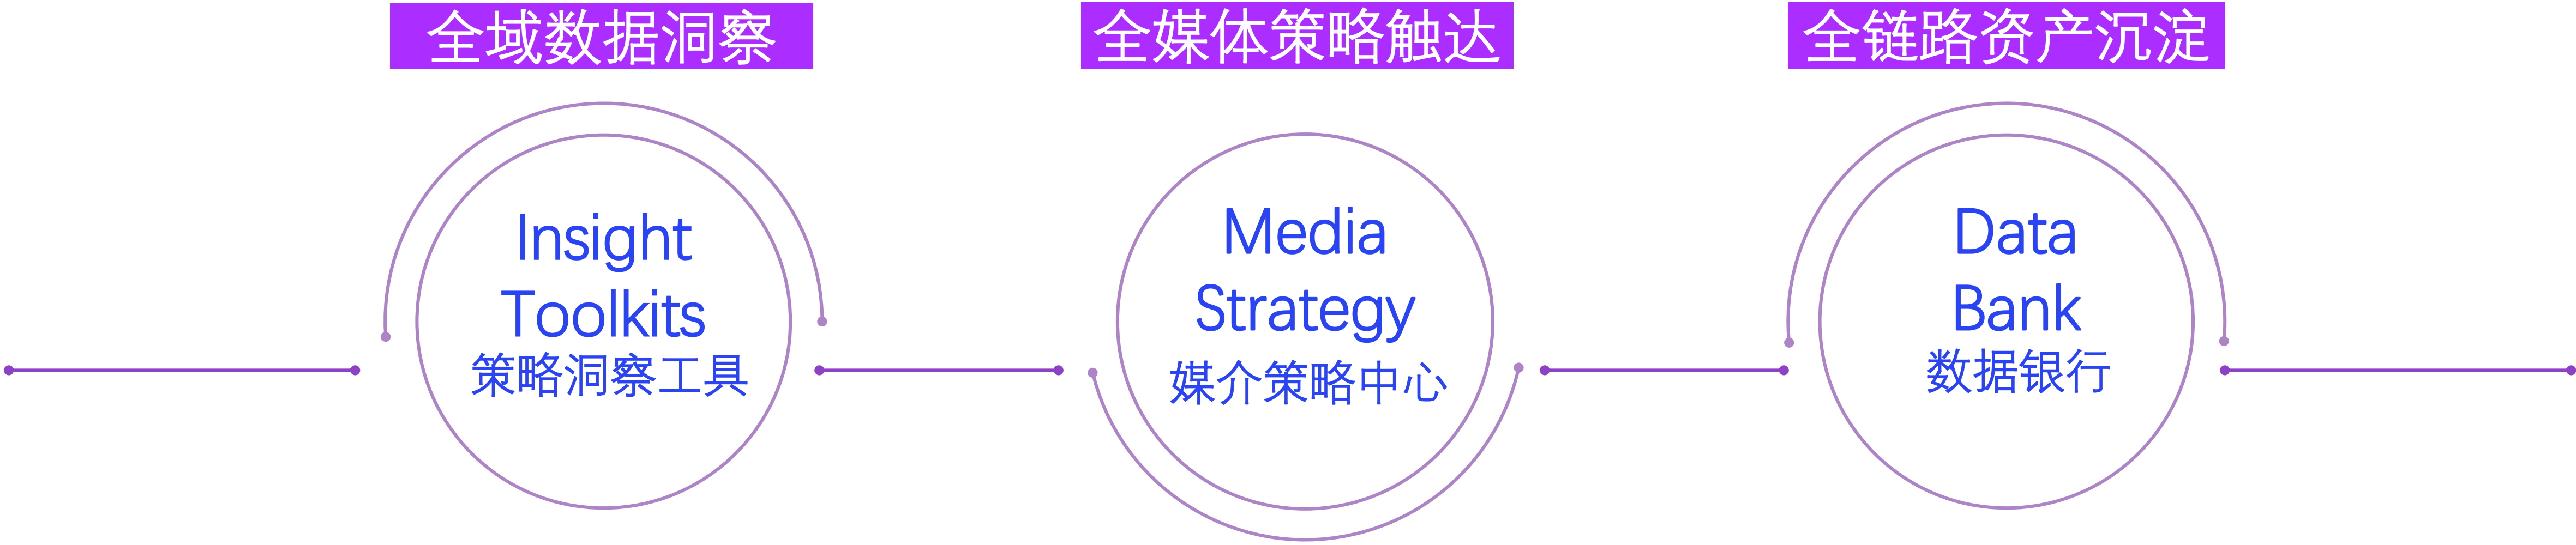 全域数据洞察
全媒体策略触达
全链路资产沉淀
Insight
Toolkits
策略洞察工具
Media
Strategy
媒介策略中心
Data
Bank
数据银行